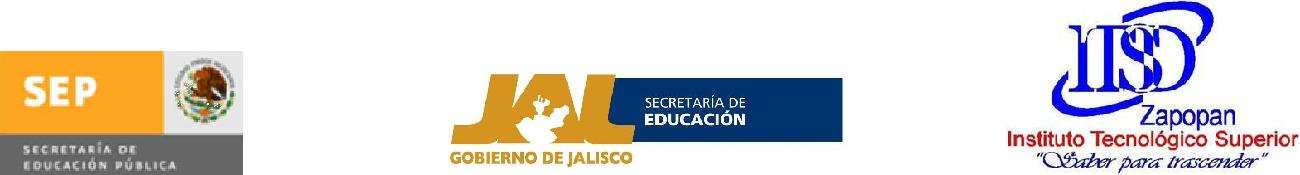 SEP
SECRETARÍA DE
EDUCACIÓN PÚBLICA
JAL
GOBIERNO DE JALISCO
SECRETARÍA DE
EDUCACIÓN
Zapopan
Instituto Tecnológico Superior
"Saber para trascender"